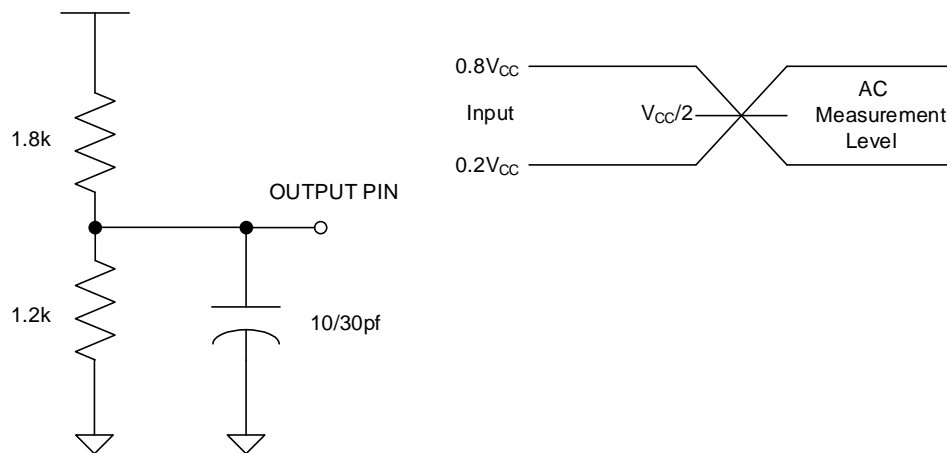 1.8k
1.2k
OUTPUT PIN
10/30pf
0.8VCC
Input
0.2VCC
VCC/2
AC
Measurement
Level